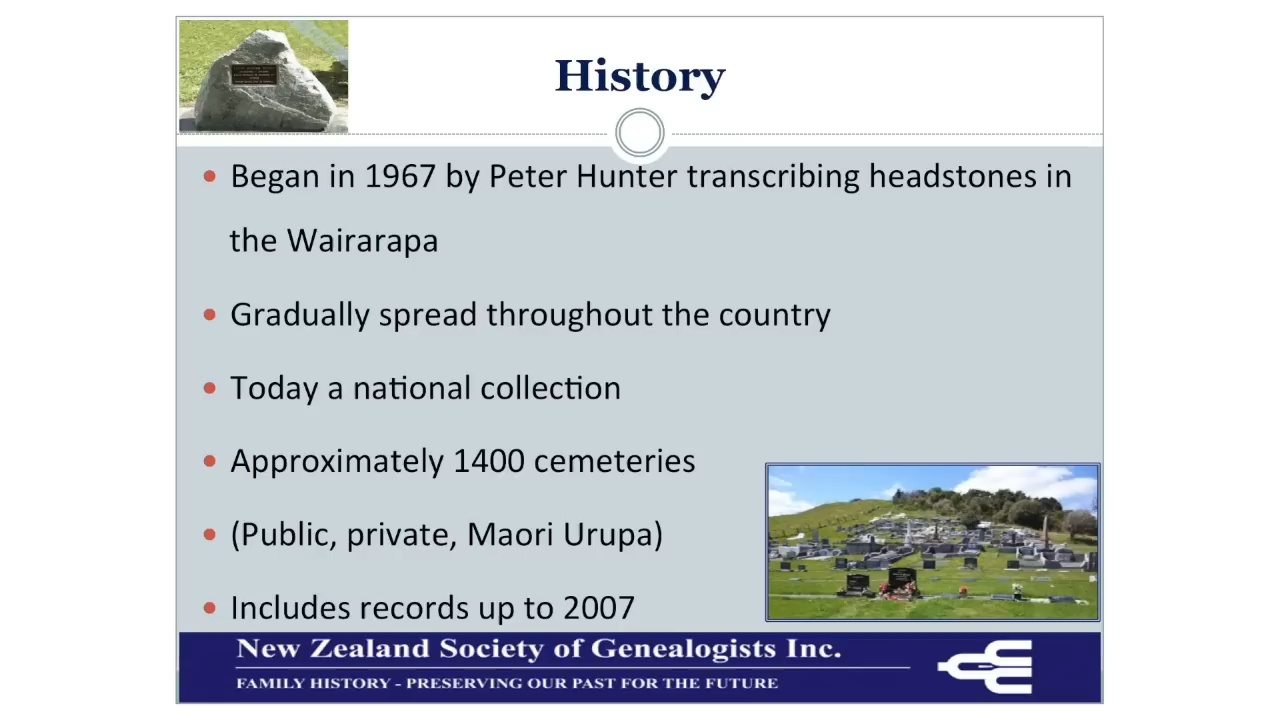 History
• Began in 1967 by Peter Hunter transcribing headstones in
the Wairarapa
• Gradually spread throughout the country
• Today a national collection
• Approximately 1400 cemeteries
• (Public, private, Maori Urupa)
• Includes records up to 2007
New Zealand Society of Genealogists Inc.
FAMILY HISTORY - PRESERVING OUR PAST FOR THE FUTURE